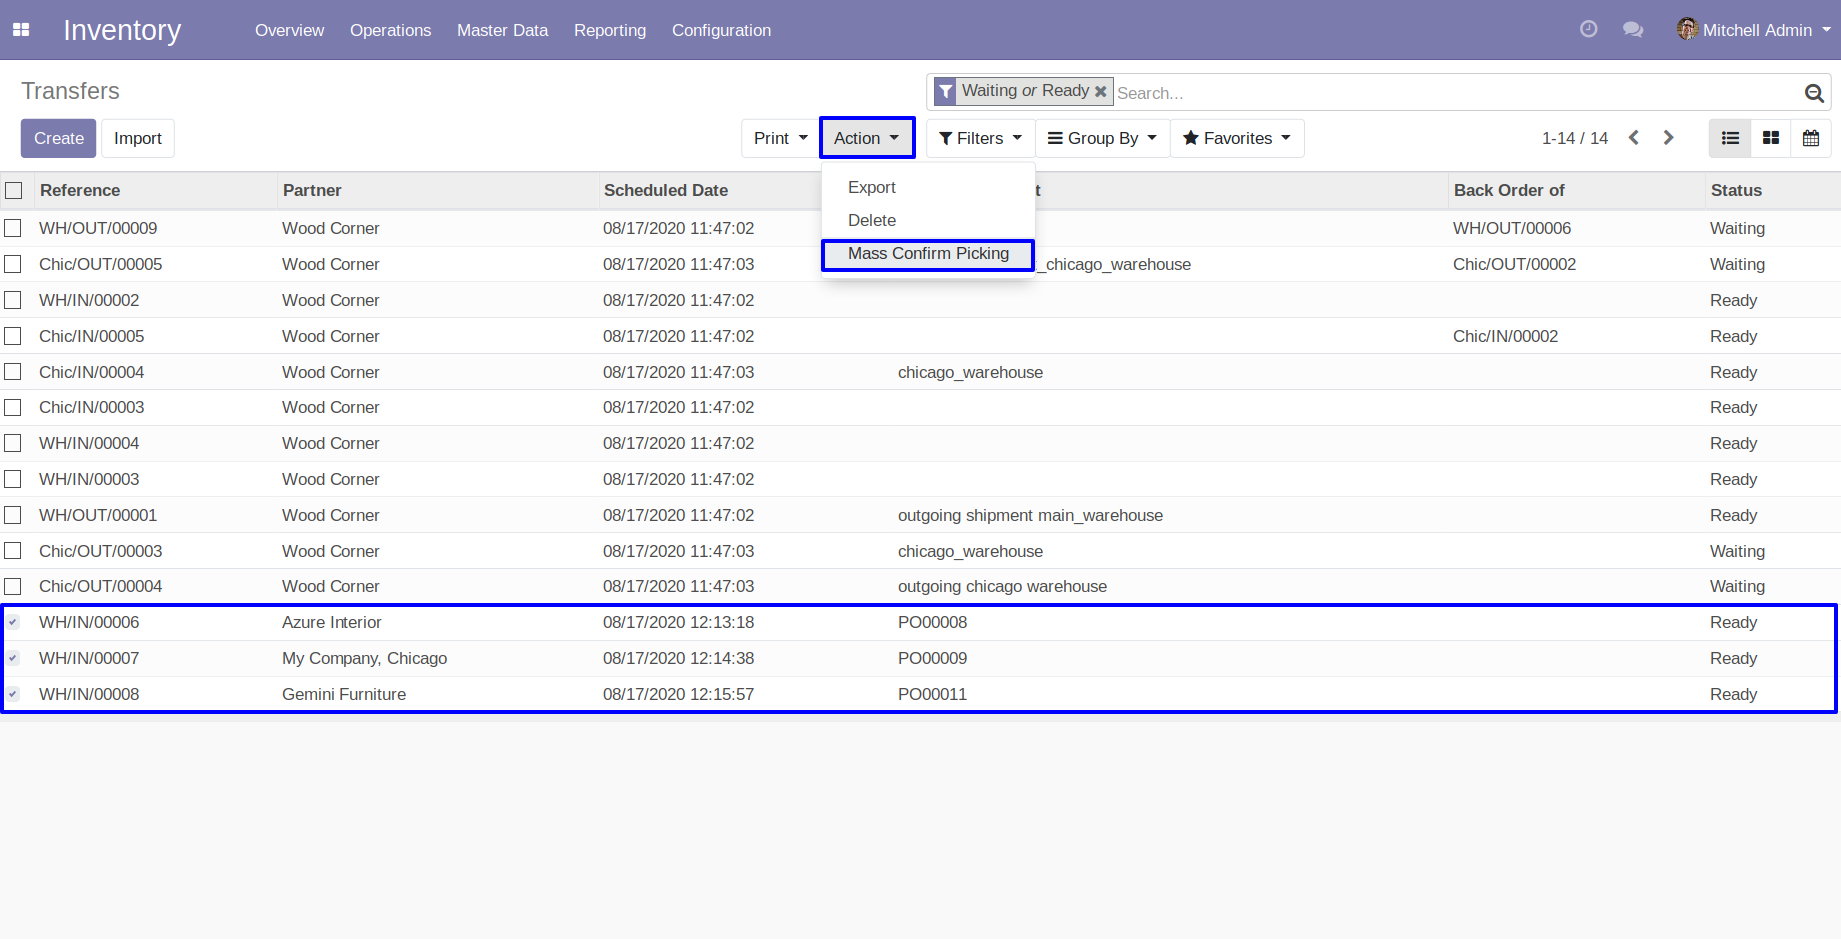 Inventory Overview Operations Master Data Reporting Configuration Mitchell Admin
Transfers Waiting or Ready Search...
Create Import Print Action Filters Group By Favorites 1-14 / 14
Export
Delete
Mass Confirm Picking
Reference Partner Scheduled Date t Back Order of Status
WH/OUT/00009 Wood Corner 08/17/2020 11:47:02 WH/OUT/00006 Waiting
Chic/OUT/00005 Wood Corner 08/17/2020 11:47:03 _chicago_warehouse Chic/OUT/00002 Waiting
WH/IN/00002 Wood Corner 08/17/2020 11:47:02 Ready
Chic/IN/00005 Wood Corner 08/17/2020 11:47:02 Chic/IN/00002 Ready
Chic/IN/00004 Wood Corner 08/17/2020 11:47:03 chicago_warehouse Ready
Chic/IN/00003 Wood Corner 08/17/2020 11:47:02 Ready
WH/IN/00004 Wood Corner 08/17/2020 11:47:02 Ready
WH/IN/00003 Wood Corner 08/17/2020 11:47:02 Ready
WH/OUT/00001 Wood Corner 08/17/2020 11:47:02 outgoing shipment main_warehouse Ready
Chic/OUT/00003 Wood Corner 08/17/2020 11:47:03 chicago_warehouse Waiting
Chic/OUT/00004 Wood Corner 08/17/2020 11:47:03 outgoing chicago warehouse Waiting
WH/IN/00006 Azure Interior 08/17/2020 12:13:18 PO00008 Ready
WH/IN/00007 My Company, Chicago 08/17/2020 12:14:38 PO00009 Ready
WH/IN/00008 Gemini Furniture 08/17/2020 12:15:57 PO00011 Ready